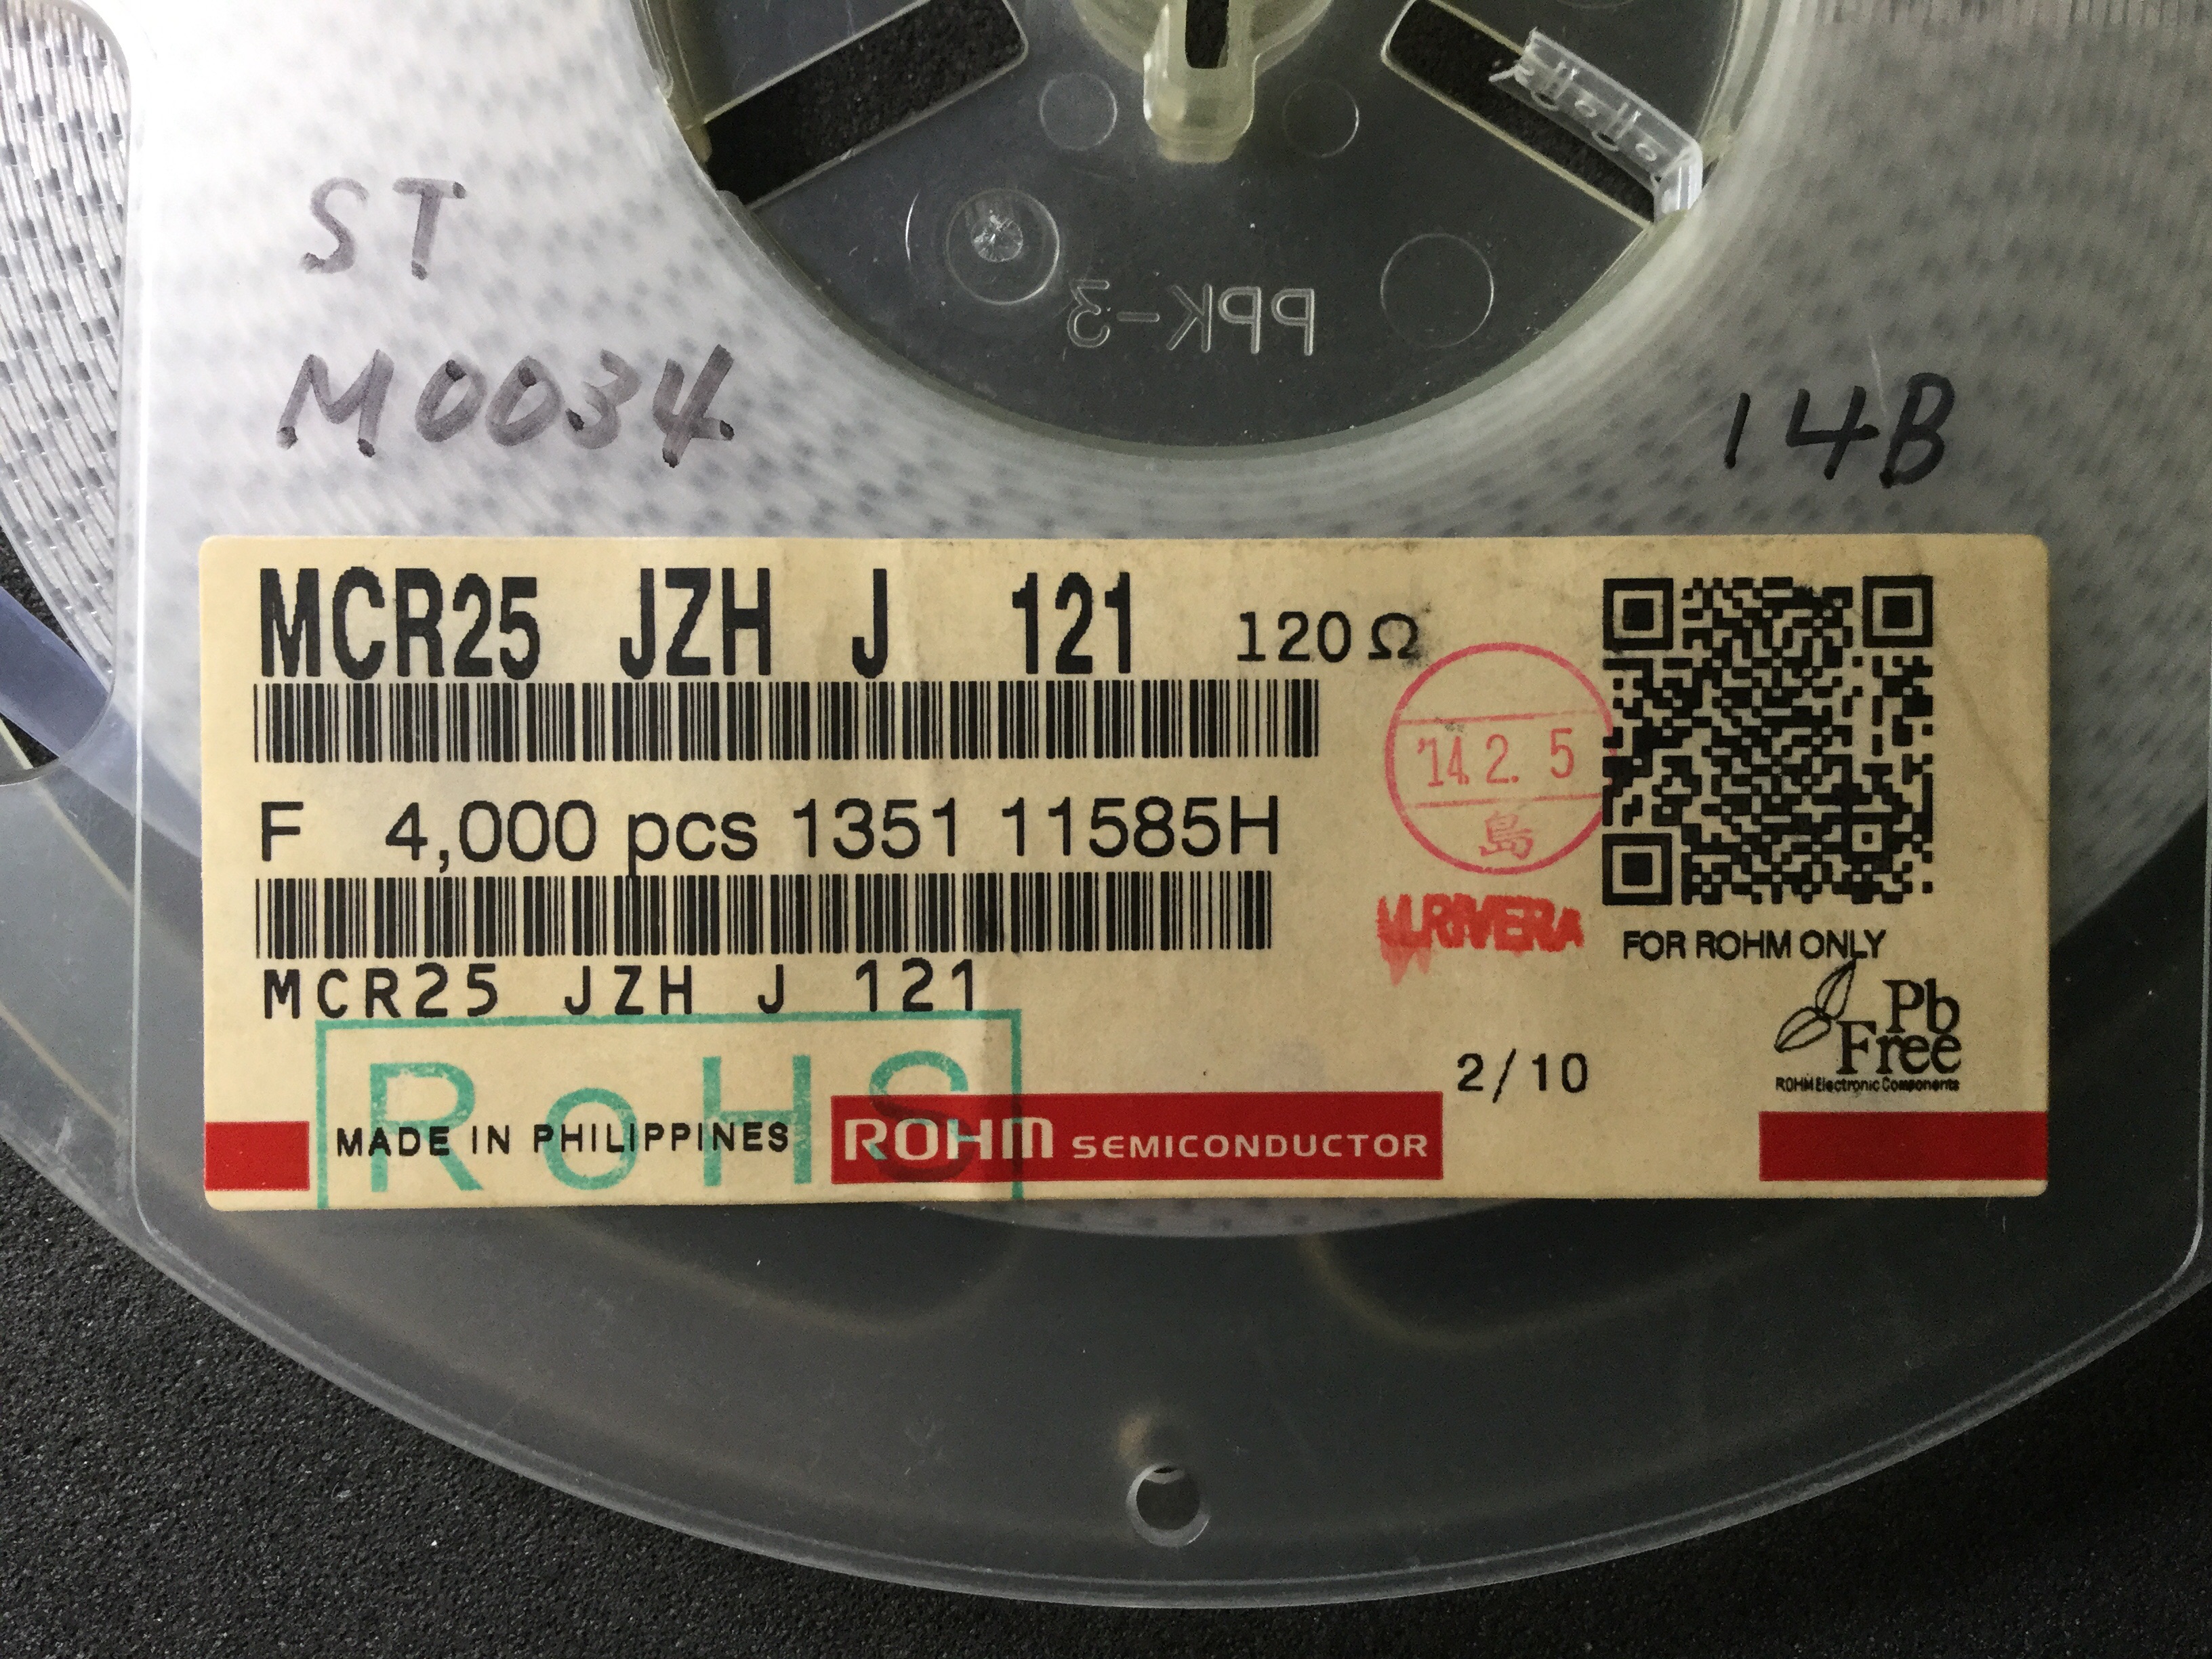 ST
M0034
PPK-3
14B
MCR25 JZH J 121 120Ω
'14.2.5
島
F 4,000 pcs 1351 11585H
M.RIVERA
FOR ROHM ONLY
MCR25 JZH J 121
Pb
Free
ROHM Electronic Components
2/10
RoHS
MADE IN PHILIPPINES
ROHM SEMICONDUCTOR